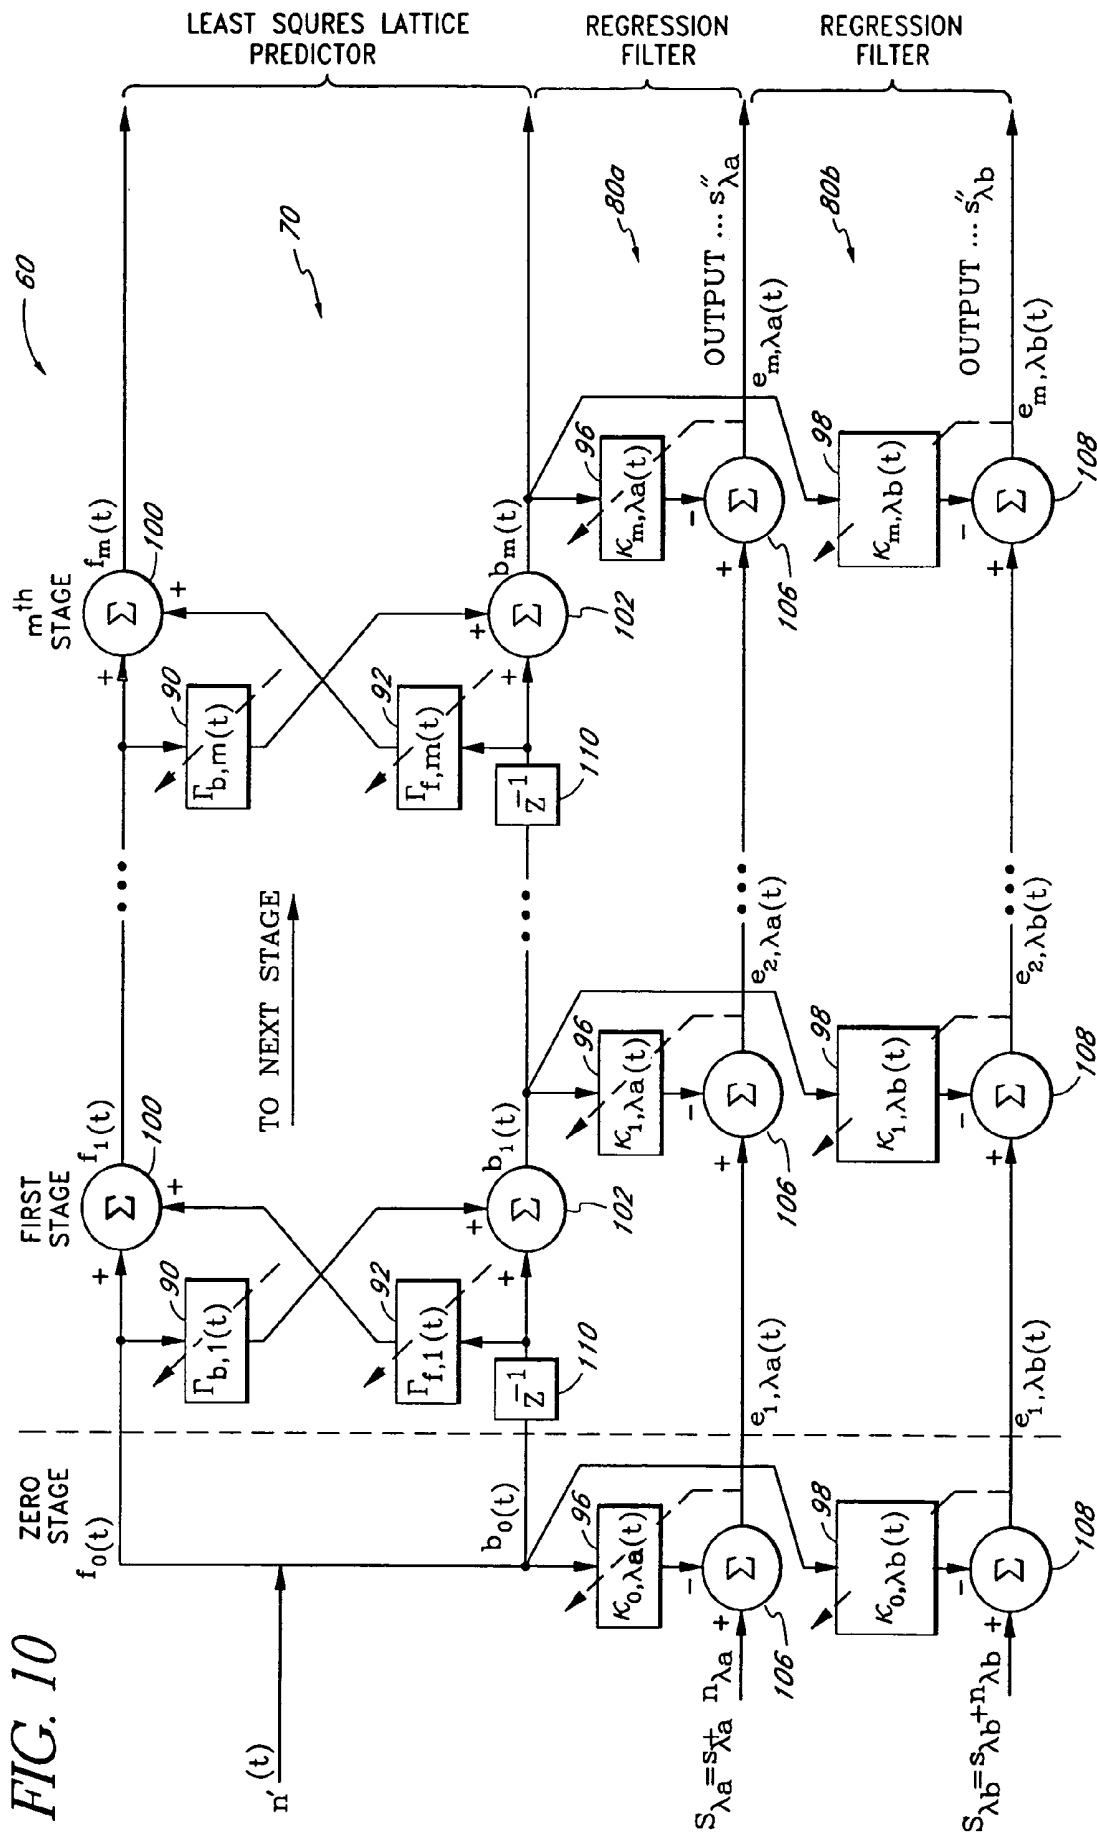 FIG. 10
60
LEAST SQURES LATTICE
PREDICTOR
REGRESSION
FILTER
REGRESSION
FILTER
ZERO
STAGE
FIRST
STAGE
mth
STAGE
f0(t)
f1(t)
100
fm(t)
100
+
+
+
+
Σ
Σ
90
Γb,1(t)
90
Γb,m(t)
70
n′(t)
TO NEXT STAGE
92
Γf,1(t)
92
Γf,m(t)
b0(t)
z−1
110
+
+
Σ
b1(t)
102
z−1
110
+
+
Σ
bm(t)
102
96
κ0,λa(t)
96
κ1,λa(t)
96
κm,λa(t)
80a
Sλa=sλa+nλa
+
−
Σ
106
e1,λa(t)
+
−
Σ
106
e2,λa(t)
+
−
Σ
106
em,λa(t)
OUTPUT ... s″λa
98
κ0,λb(t)
98
κ1,λb(t)
98
κm,λb(t)
80b
Sλb=sλb+nλb
+
−
Σ
108
e1,λb(t)
+
−
Σ
108
e2,λb(t)
+
−
Σ
108
em,λb(t)
OUTPUT ... s″λb